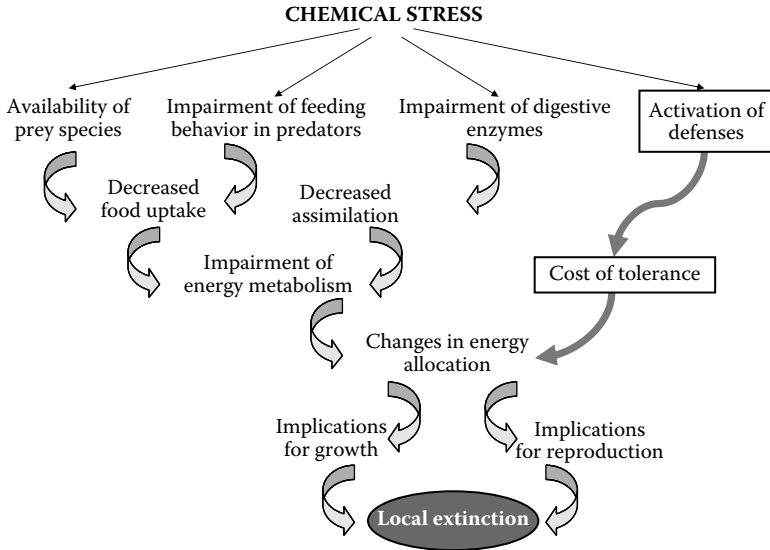 CHEMICAL STRESS
Availability of
prey species
Impairment of feeding
behavior in predators
Impairment of digestive
enzymes
Activation of
defenses
Decreased
food uptake
Decreased
assimilation
Impairment of
energy metabolism
Cost of tolerance
Changes in energy
allocation
Implications
for growth
Implications
for reproduction
Local extinction